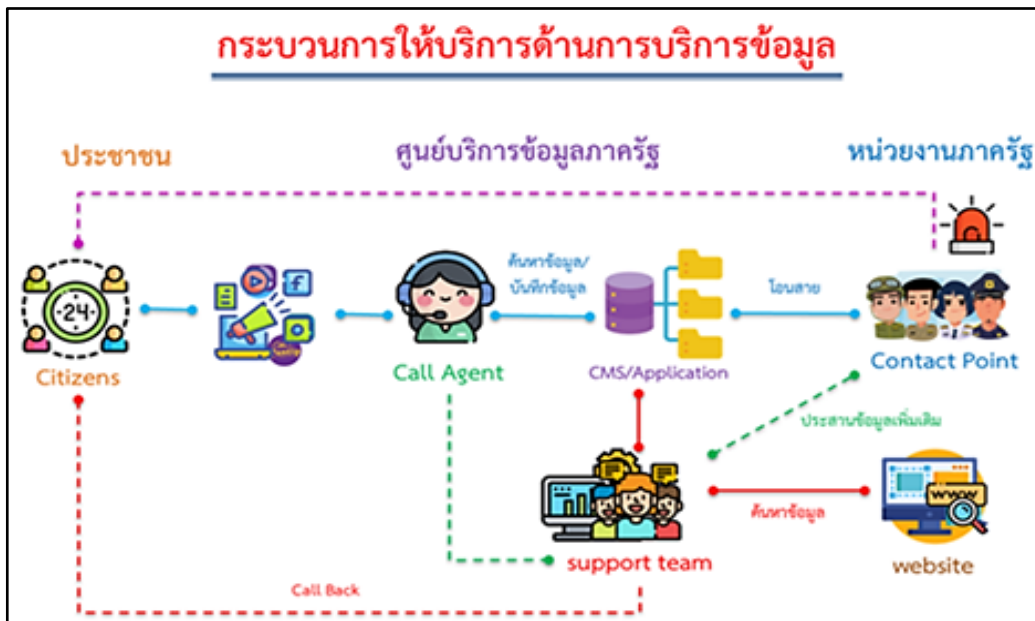 กระบวนการให้บริการด้านการบริการข้อมูล
ประชาชน
ศูนย์บริการข้อมูลภาครัฐ
หน่วยงานภาครัฐ
24
ค้นหาข้อมูล/
บันทึกข้อมูล
โอนสาย
Citizens
Call Agent
CMS/Application
Contact Point
ประสานข้อมูลเพิ่มเติม
www
ค้นหาข้อมูล
support team
website
Call Back